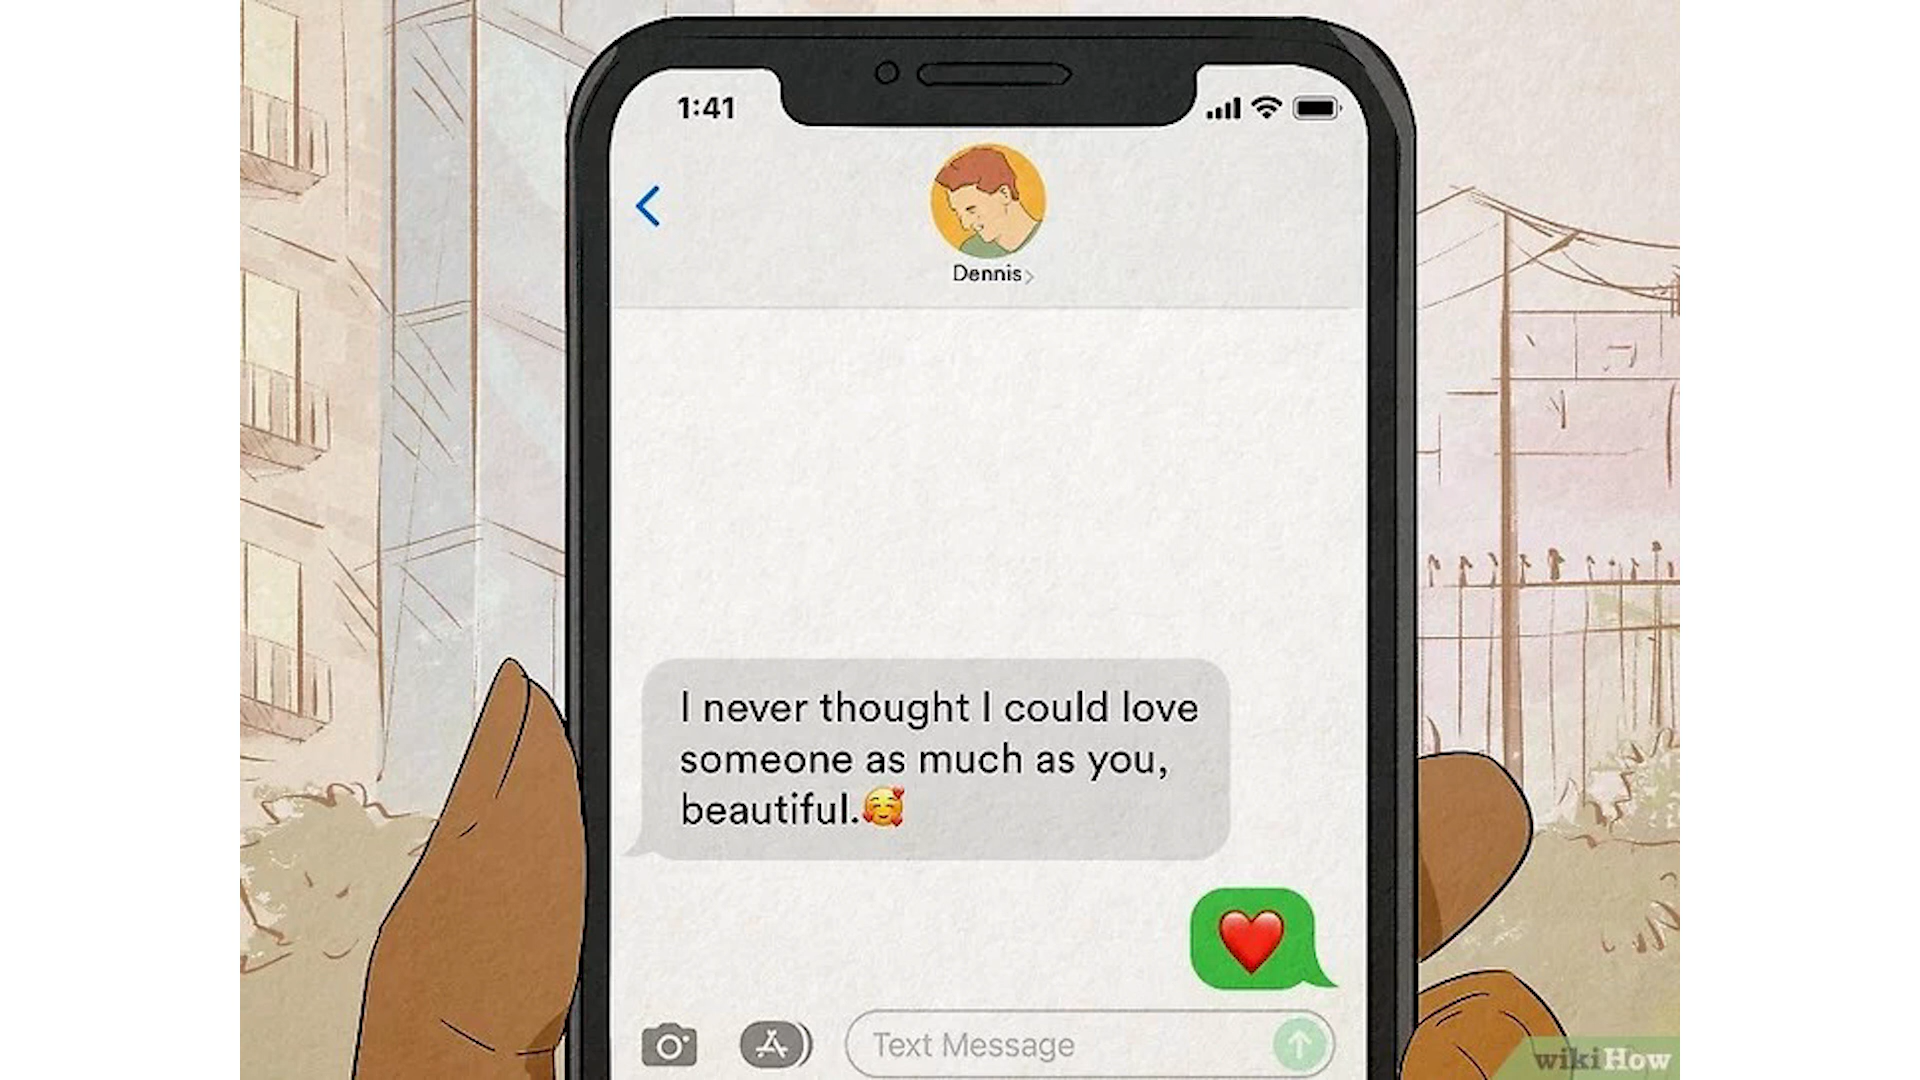 1:41
Dennis
I never thought I could love
someone as much as you,
beautiful.🥰
❤️
Text Message
wikiHow